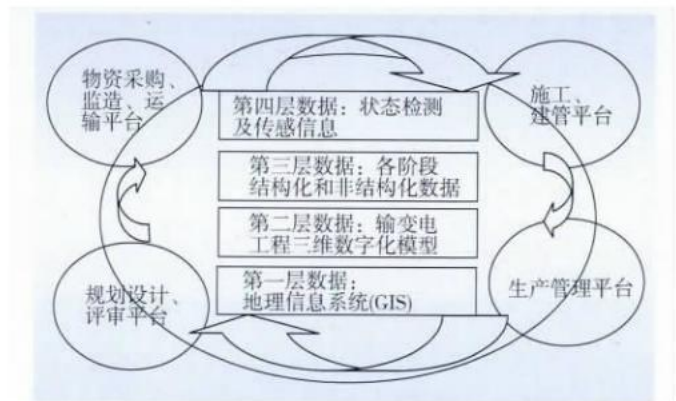 物资采购、
监造、运
输平台
施工、
建管平台
第四层数据：状态检测
及传感信息
第三层数据：各阶段
结构化和非结构化数据
第二层数据：输变电
工程三维数字化模型
第一层数据：
地理信息系统(GIS)
规划设计、
评审平台
生产管理平台